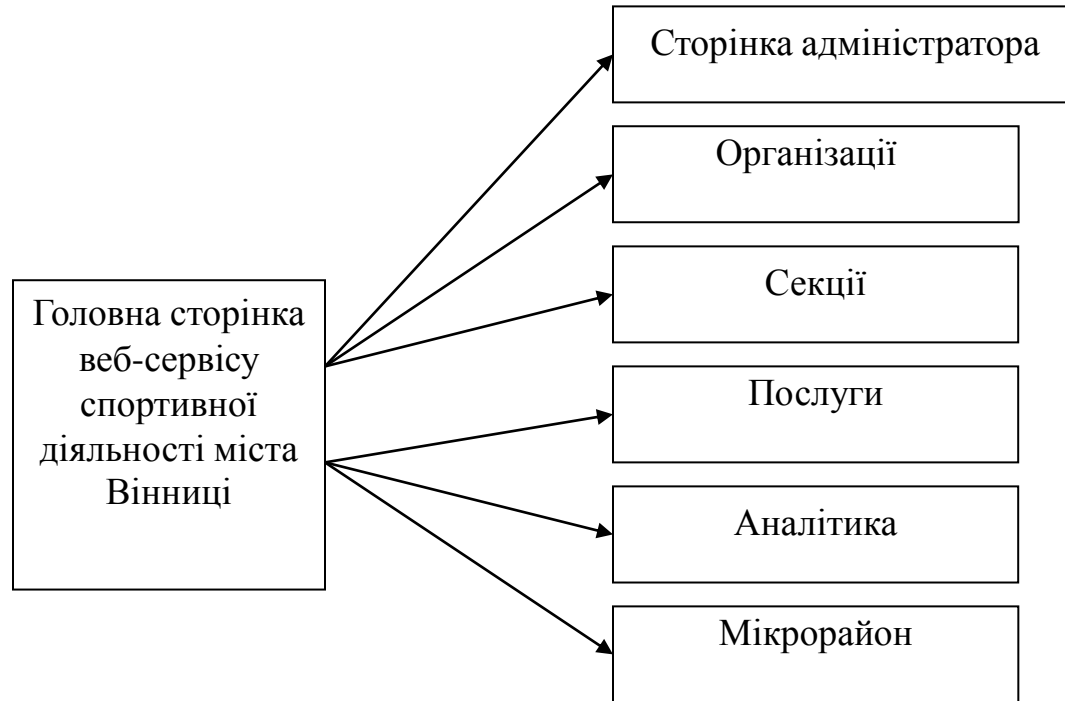 Сторінка адміністратора
Організації
Секції
Головна сторінка
веб-сервісу
спортивної
діяльності міста
Вінниці
Послуги
Аналітика
Мікрорайон